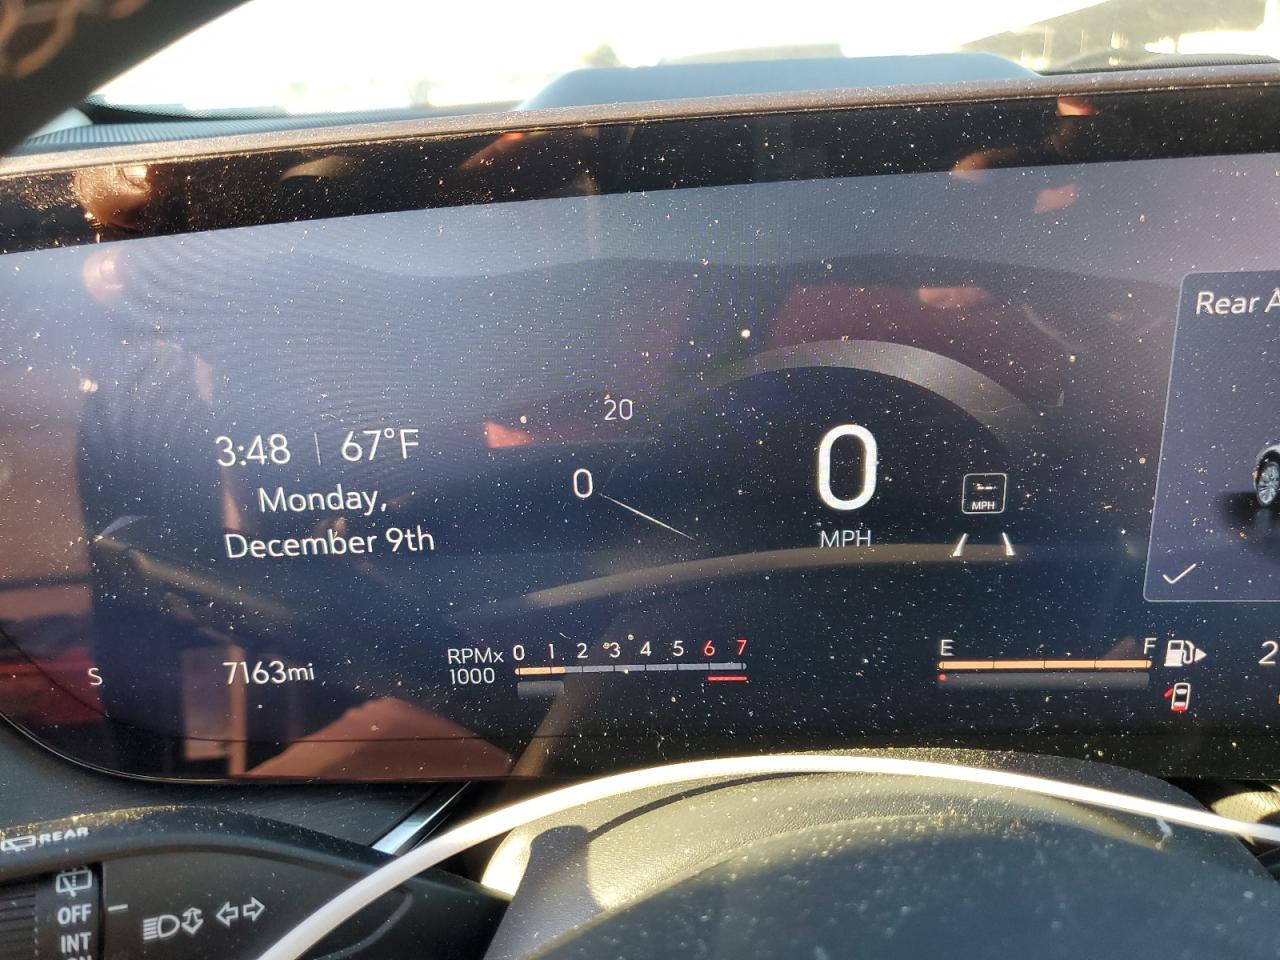 Rear
3:48 | 67°F
Monday,
December 9th
20
0
0
MPH
--
MPH
S
7163mi
RPMx
1000
0 1 2 3 4 5 6 7
E F
2
REAR
OFF
INT